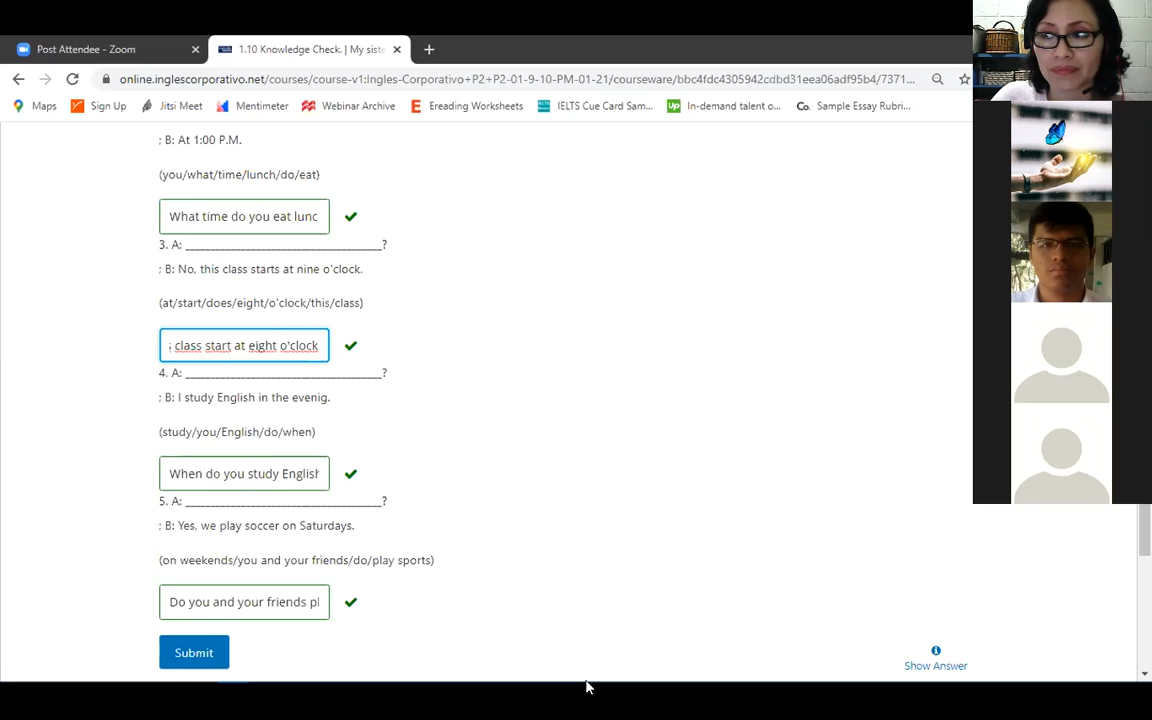 Post Attendee - Zoom
1.10 Knowledge Check. | My siste
online.inglescorporativo.net/courses/course-v1:Ingles-Corporativo+P2+P2-01-9-10-PM-01-21/courseware/bbc4fdc4305942cdbd31eea06adf95b4/7371...
Maps Sign Up Jitsi Meet Mentimeter Webinar Archive Ereading Worksheets IELTS Cue Card Sam... Up In-demand talent o... Co. Sample Essay Rubri...
; B: At 1:00 P.M.
(you/what/time/lunch/do/eat)
What time do you eat lunc
3. A: ____________________________________?
; B: No, this class starts at nine o'clock.
(at/start/does/eight/o'clock/this/class)
s class start at eight o'clock
4. A: ____________________________________?
; B: I study English in the evenig.
(study/you/English/do/when)
When do you study English
5. A: ____________________________________?
; B: Yes, we play soccer on Saturdays.
(on weekends/you and your friends/do/play sports)
Do you and your friends pl
Submit
Show Answer